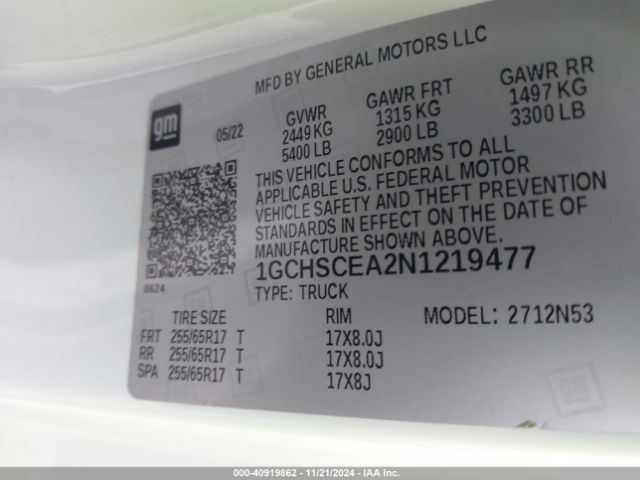 MFD BY GENERAL MOTORS LLC
gm
05/22
GVWR GAWR FRT GAWR RR
2449 KG 1315 KG 1497 KG
5400 LB 2900 LB 3300 LB
THIS VEHICLE CONFORMS TO ALL
APPLICABLE U.S. FEDERAL MOTOR
VEHICLE SAFETY AND THEFT PREVENTION
STANDARDS IN EFFECT ON THE DATE OF
MANUFACTURE SHOWN ABOVE.
1GCHSCEA2N1219477
8624
TYPE: TRUCK
TIRE SIZE RIM MODEL: 2712N53
FRT 255/65R17 T 17X8.0J
RR 255/65R17 T 17X8.0J
SPA 255/65R17 T 17X8J
000-40919862 - 11/21/2024 - IAA Inc.